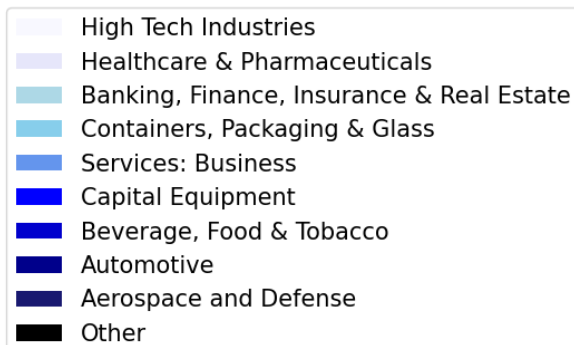 High Tech Industries
Healthcare & Pharmaceuticals
Banking, Finance, Insurance & Real Estate
Containers, Packaging & Glass
Services: Business
Capital Equipment
Beverage, Food & Tobacco
Automotive
Aerospace and Defense
Other